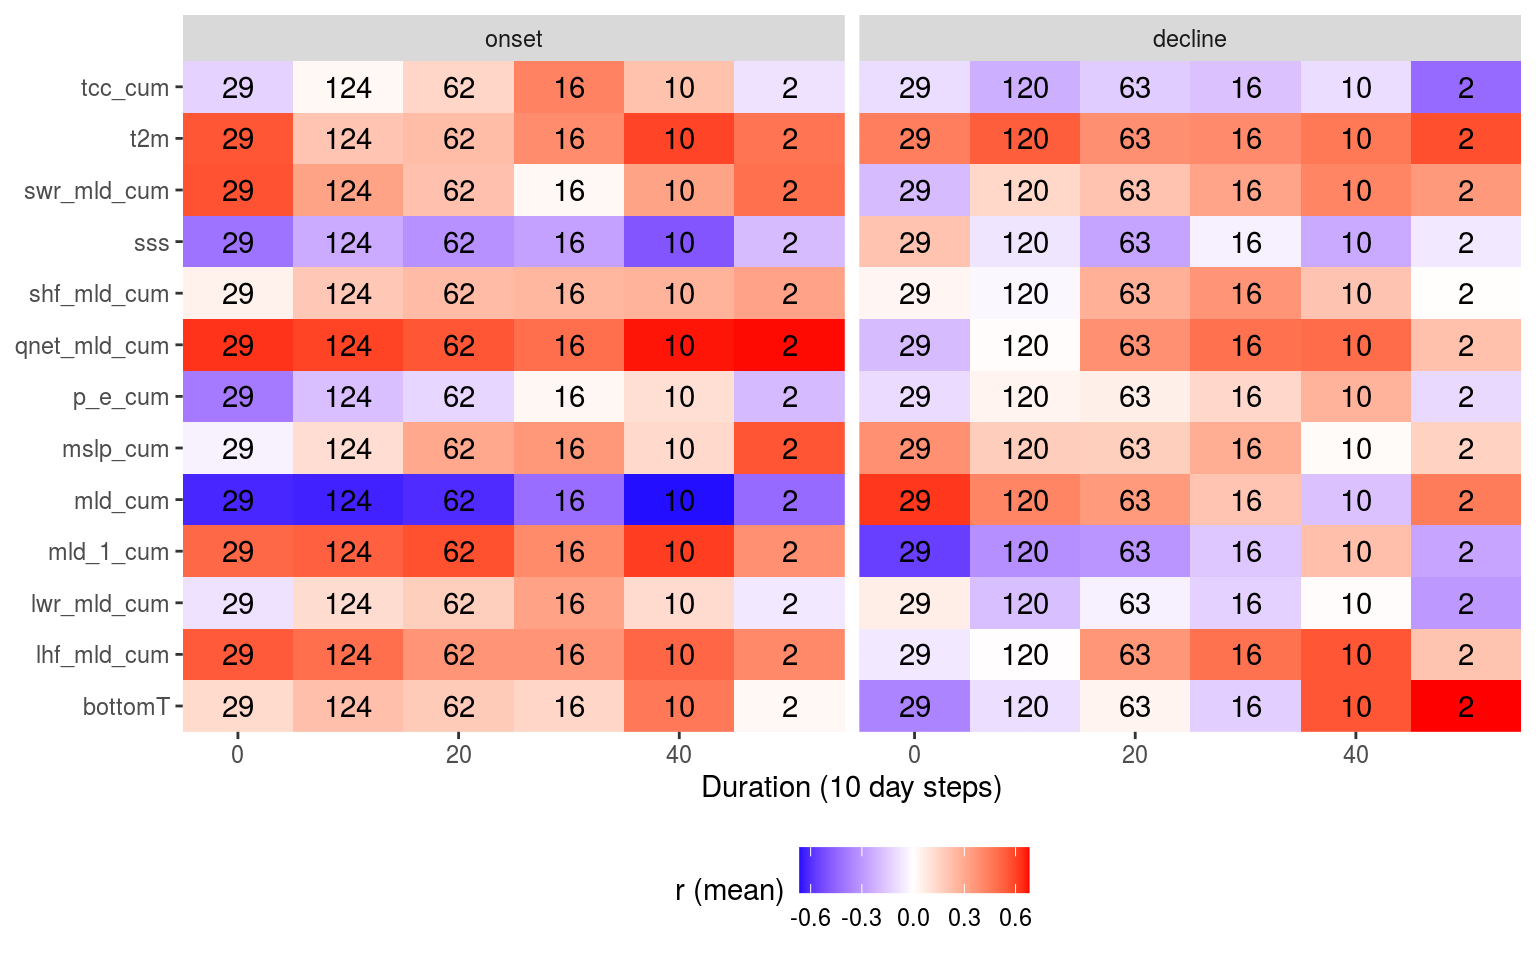 onset decline
tcc_cum 29 124 62 16 10 2 29 120 63 16 10 2
t2m 29 124 62 16 10 2 29 120 63 16 10 2
swr_mld_cum 29 124 62 16 10 2 29 120 63 16 10 2
sss 29 124 62 16 10 2 29 120 63 16 10 2
shf_mld_cum 29 124 62 16 10 2 29 120 63 16 10 2
qnet_mld_cum 29 124 62 16 10 2 29 120 63 16 10 2
p_e_cum 29 124 62 16 10 2 29 120 63 16 10 2
mslp_cum 29 124 62 16 10 2 29 120 63 16 10 2
mld_cum 29 124 62 16 10 2 29 120 63 16 10 2
mld_1_cum 29 124 62 16 10 2 29 120 63 16 10 2
lwr_mld_cum 29 124 62 16 10 2 29 120 63 16 10 2
lhf_mld_cum 29 124 62 16 10 2 29 120 63 16 10 2
bottomT 29 124 62 16 10 2 29 120 63 16 10 2
0 20 40 0 20 40
Duration (10 day steps)
r (mean)
-0.6 -0.3 0.0 0.3 0.6